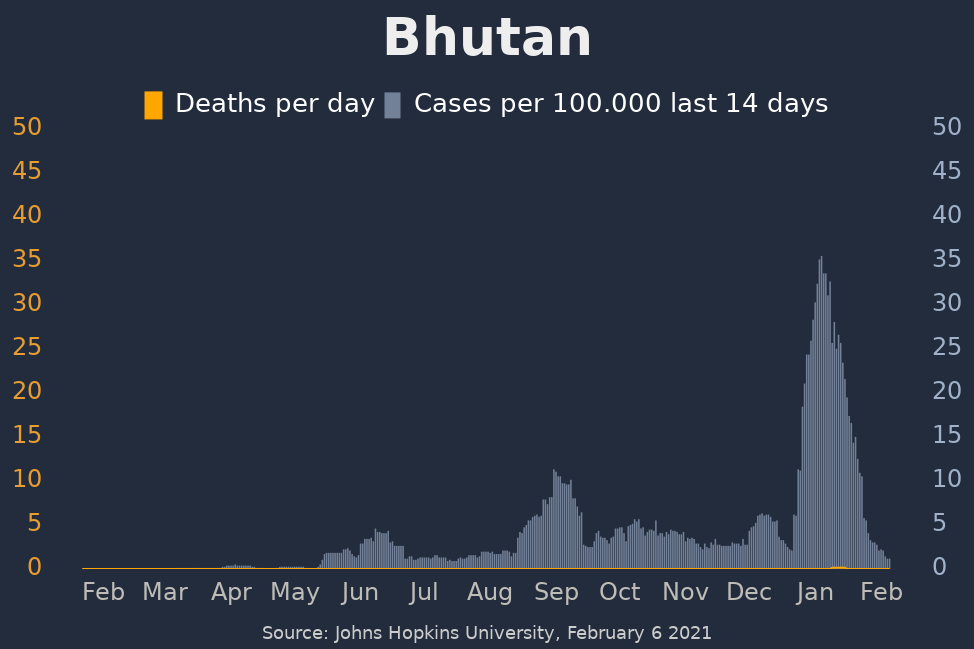 Bhutan
Deaths per day Cases per 100.000 last 14 days
50 50
45 45
40 40
35 35
30 30
25 25
20 20
15 15
10 10
5 5
0 0
Feb Mar Apr May Jun Jul Aug Sep Oct Nov Dec Jan Feb
Source: Johns Hopkins University, February 6 2021